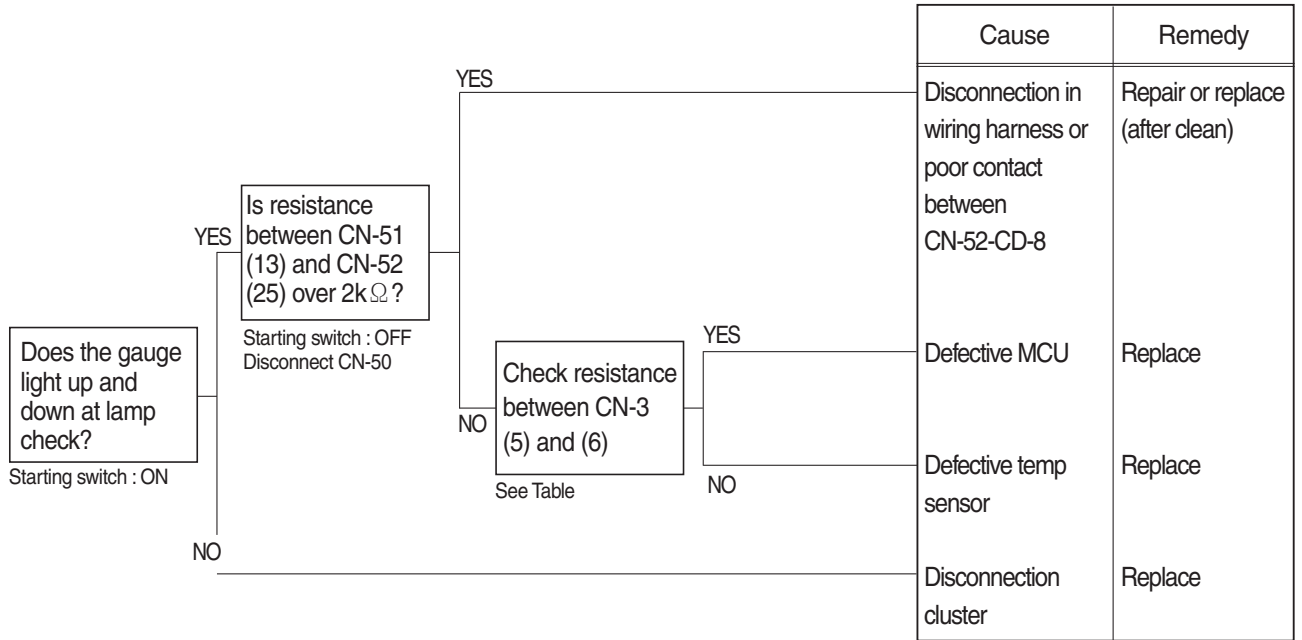 Cause
Remedy
YES
Disconnection in
wiring harness or
poor contact
between
CN-52-CD-8
Repair or replace
(after clean)
YES
Is resistance
between CN-51
(13) and CN-52
(25) over 2kΩ?
Starting switch : OFF
Disconnect CN-50
Does the gauge
light up and
down at lamp
check?
Starting switch : ON
NO
Check resistance
between CN-3
(5) and (6)
See Table
YES
Defective MCU
Replace
NO
Defective temp
sensor
Replace
NO
Disconnection
cluster
Replace